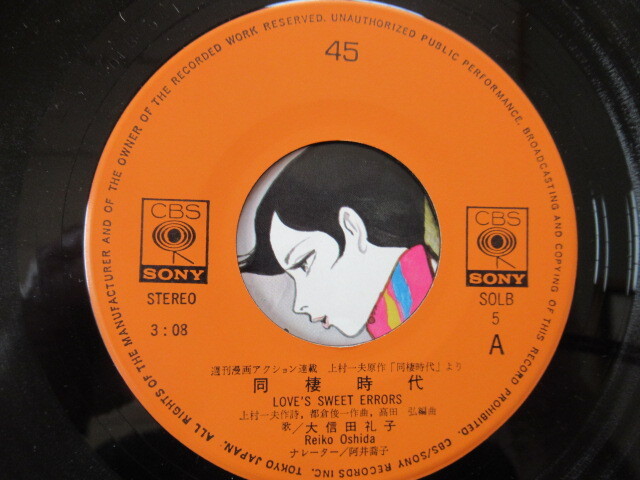 ALL RIGHTS OF THE MANUFACTURER AND OF THE OWNER OF THE RECORDED WORK RESERVED. UNAUTHORIZED PUBLIC PERFORMANCE, BROADCASTING AND COPYING OF THIS RECORD PROHIBITED. CBS/SONY RECORDS INC. TOKYO JAPAN.
45
CBS
SONY
STEREO
3:08
CBS
SONY
SOLB
5
A
週刊漫画アクション連載 上村一夫原作「同棲時代」より
同棲時代
LOVE'S SWEET ERRORS
上村一夫作詩, 都倉俊一作曲, 高田 弘編曲
歌/大信田礼子
Reiko Oshida
ナレーター/阿井喬子